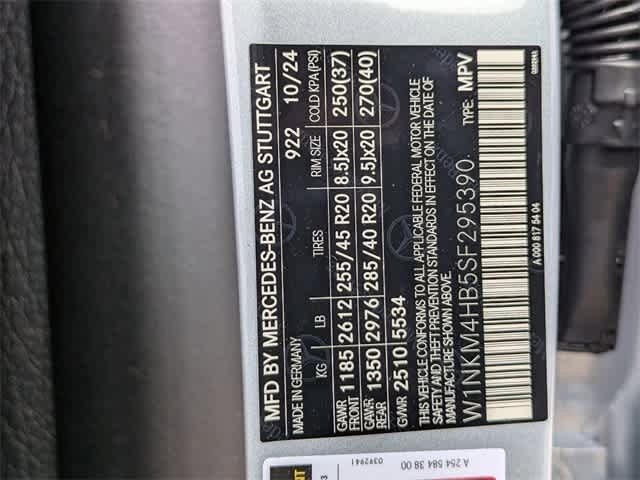 MFD BY MERCEDES-BENZ AG STUTTGART
MADE IN GERMANY 922 10/24
KG LB TIRES RIM SIZE COLD KPA(PSI)
GAWR FRONT 1185 2612 255/45 R20 8.5Jx20 250(37)
GAWR REAR 1350 2976 285/40 R20 9.5Jx20 270(40)
GVWR 2510 5534
THIS VEHICLE CONFORMS TO ALL APPLICABLE FEDERAL MOTOR VEHICLE
SAFETY AND THEFT PREVENTION STANDARDS IN EFFECT ON THE DATE OF
MANUFACTURE SHOWN ABOVE.
W1NKM4HB5SF295390 TYPE: MPV
A 000 817 54 04
A 254 584 38 00
0392941